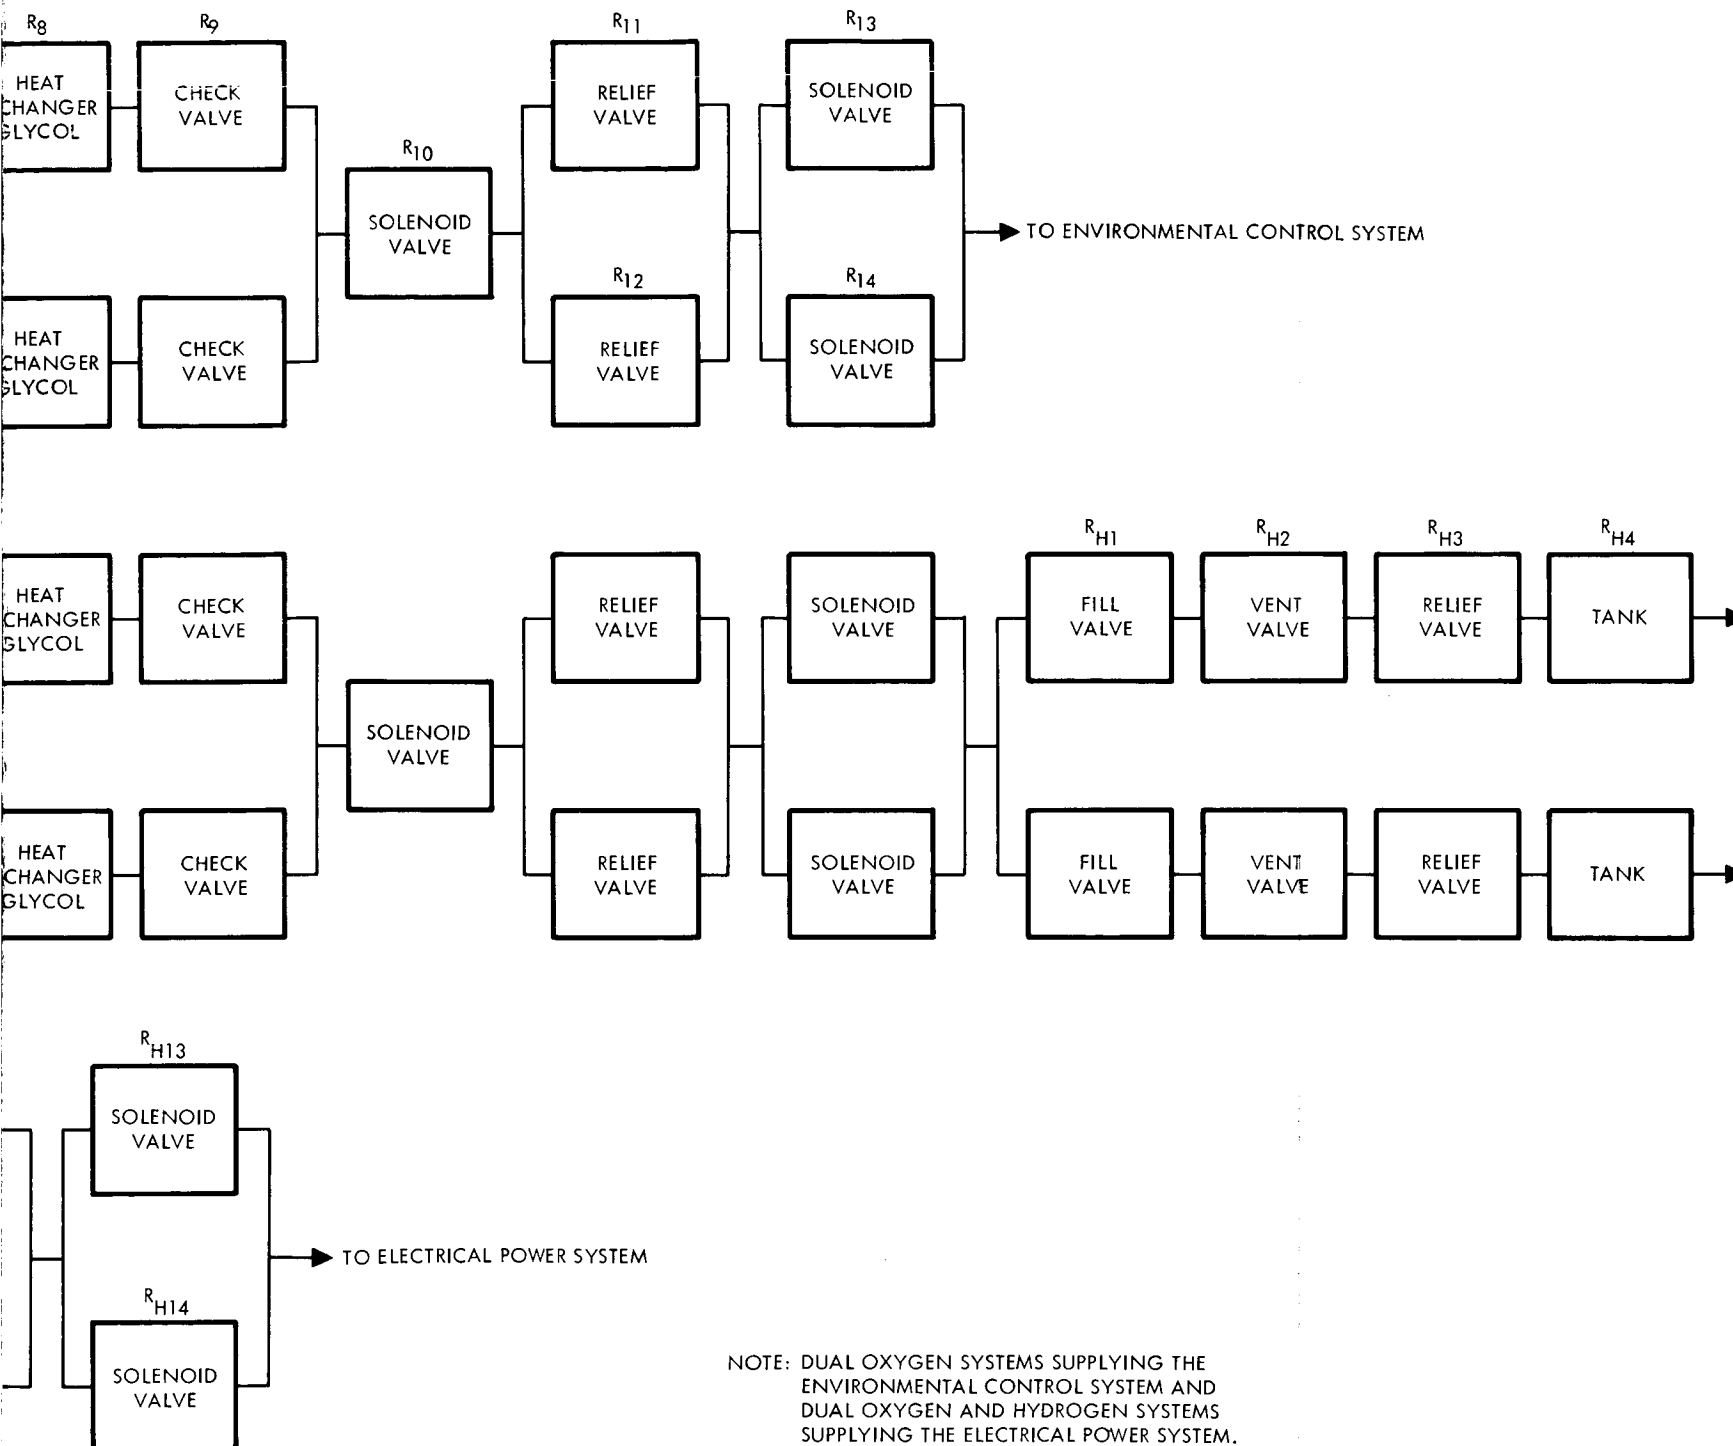 R8
R9
R11
R13
HEAT
CHANGER
GLYCOL
CHECK
VALVE
RELIEF
VALVE
SOLENOID
VALVE
R10
SOLENOID
VALVE
TO ENVIRONMENTAL CONTROL SYSTEM
R12
R14
HEAT
CHANGER
GLYCOL
CHECK
VALVE
RELIEF
VALVE
SOLENOID
VALVE
RH1
RH2
RH3
RH4
HEAT
CHANGER
GLYCOL
CHECK
VALVE
RELIEF
VALVE
SOLENOID
VALVE
FILL
VALVE
VENT
VALVE
RELIEF
VALVE
TANK
SOLENOID
VALVE
HEAT
CHANGER
GLYCOL
CHECK
VALVE
RELIEF
VALVE
SOLENOID
VALVE
FILL
VALVE
VENT
VALVE
RELIEF
VALVE
TANK
RH13
SOLENOID
VALVE
TO ELECTRICAL POWER SYSTEM
RH14
SOLENOID
VALVE
NOTE: DUAL OXYGEN SYSTEMS SUPPLYING THE
ENVIRONMENTAL CONTROL SYSTEM AND
DUAL OXYGEN AND HYDROGEN SYSTEMS
SUPPLYING THE ELECTRICAL POWER SYSTEM.